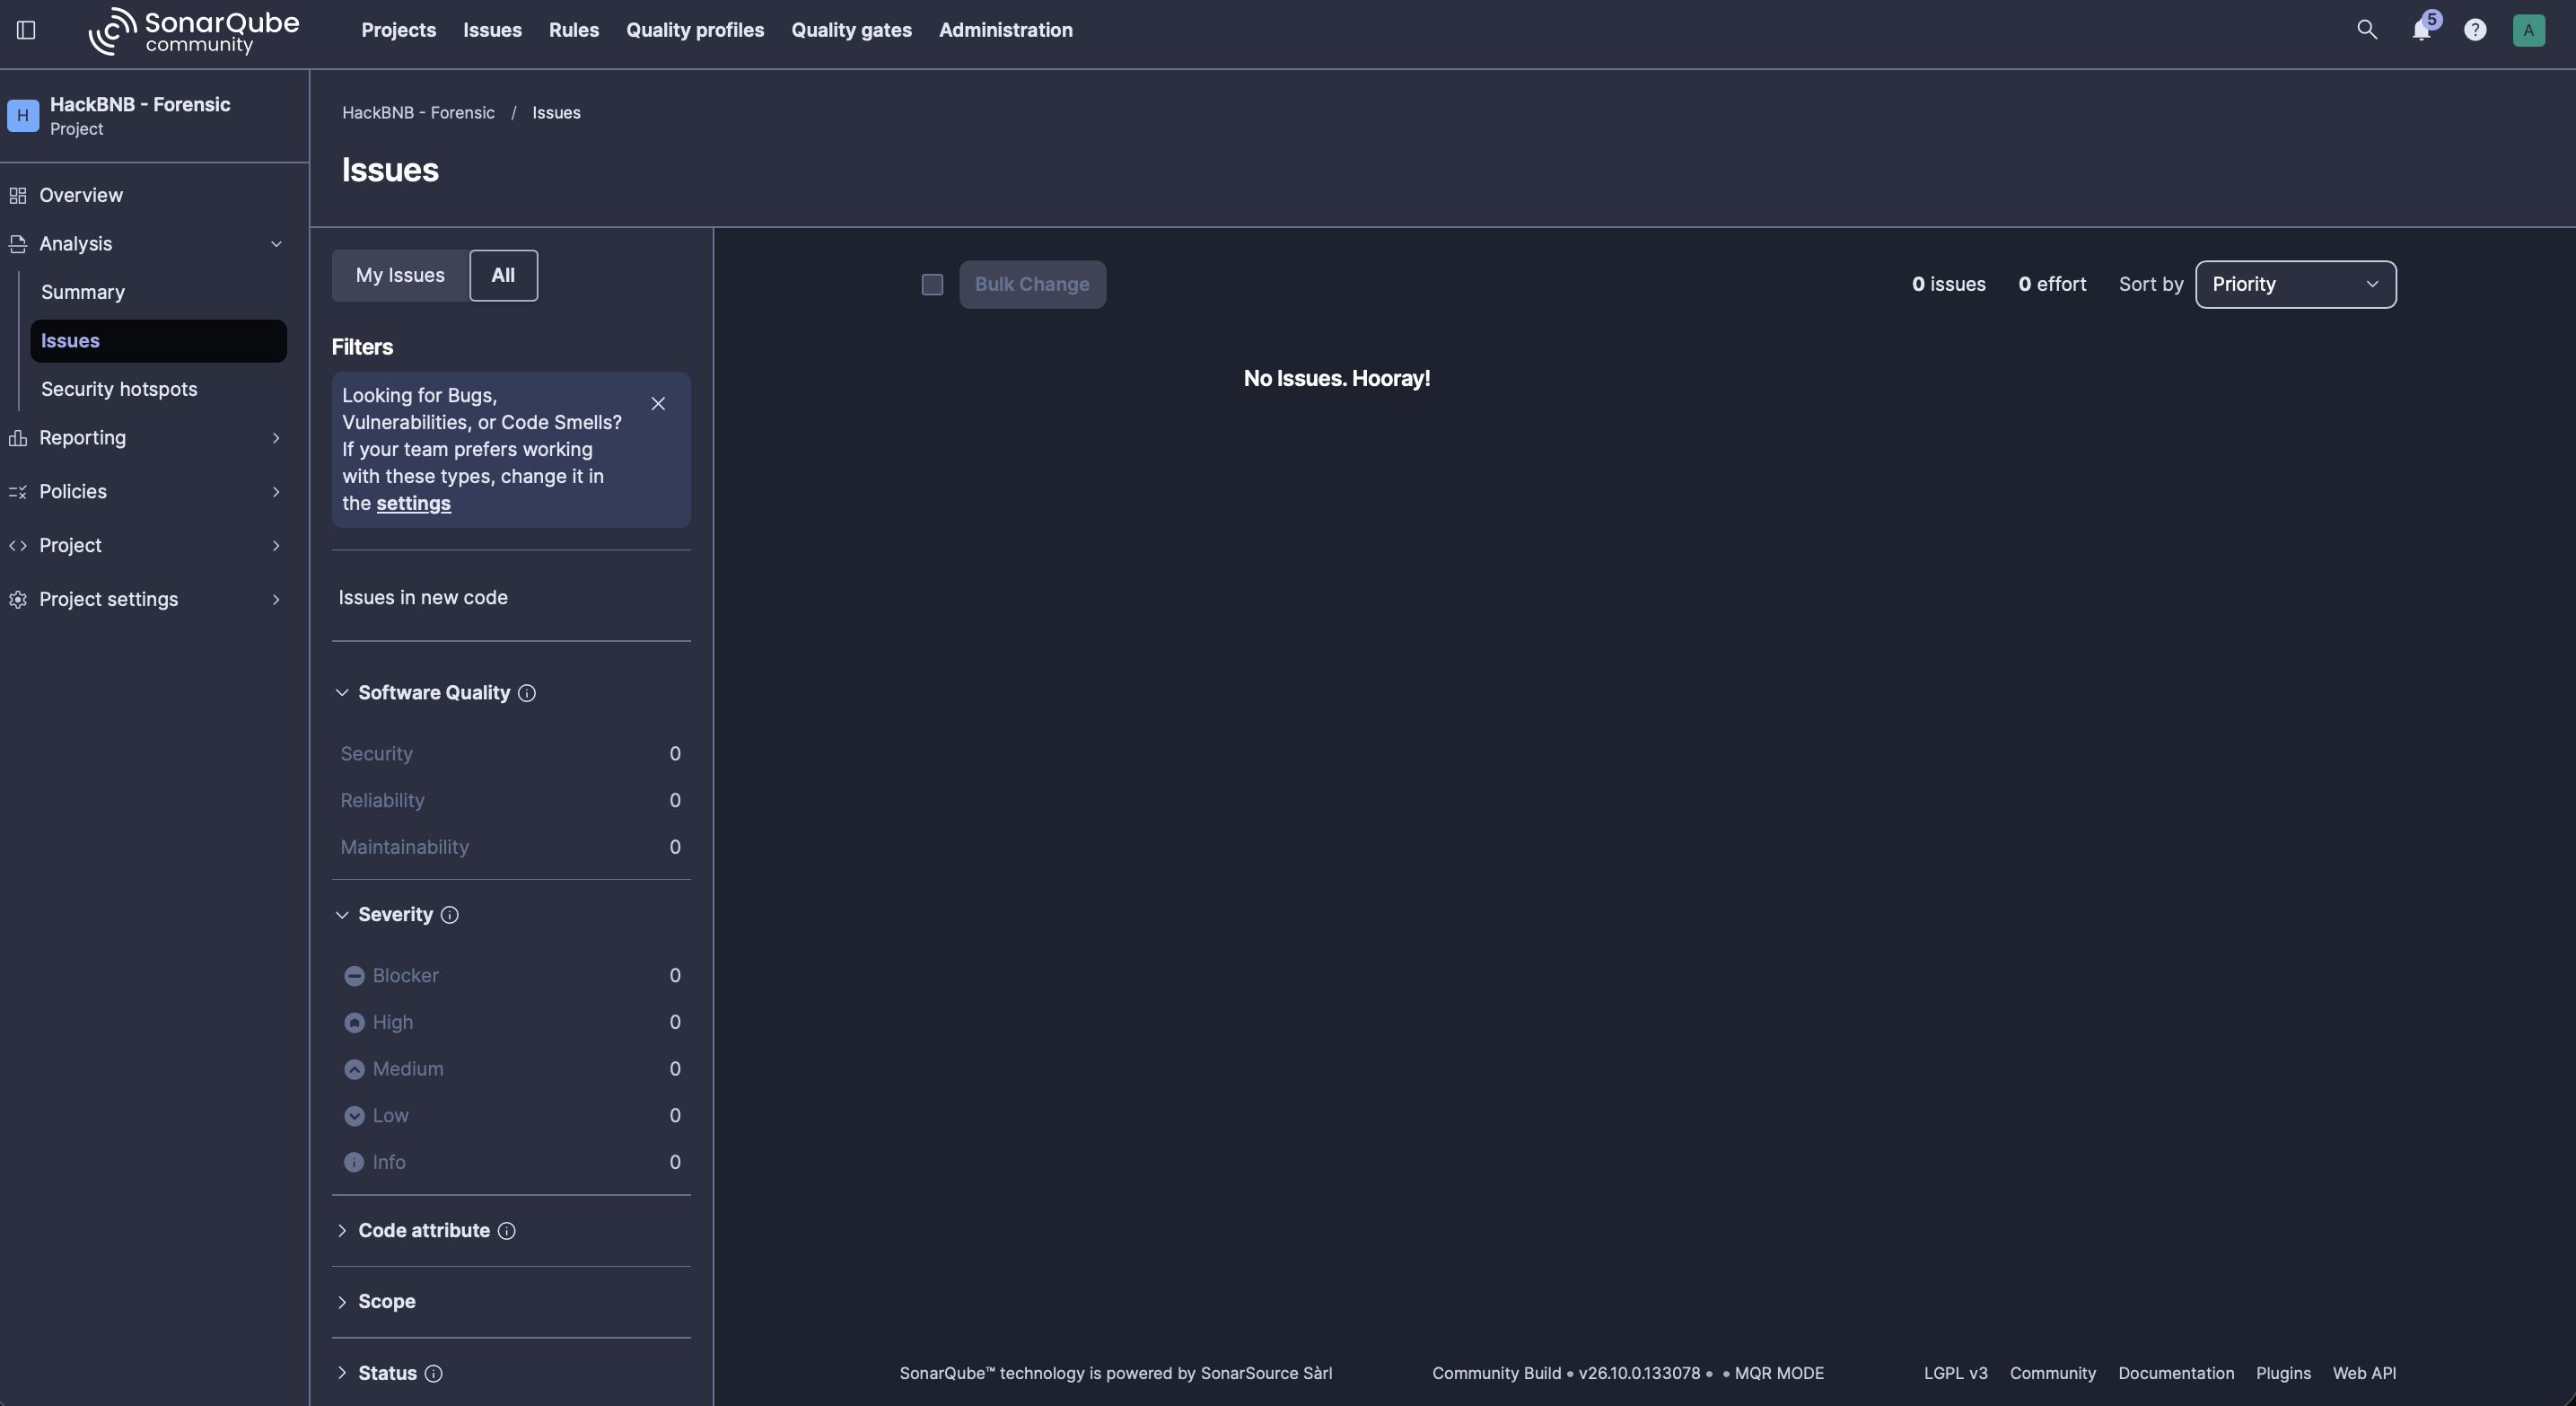 SonarQube
community
Projects
Issues
Rules
Quality profiles
Quality gates
Administration
5
?
A
H
HackBNB - Forensic
Project
Overview
Analysis
Summary
Issues
Security hotspots
Reporting
Policies
Project
Project settings
HackBNB - Forensic / Issues
Issues
My Issues
All
Filters
Looking for Bugs,
Vulnerabilities, or Code Smells?
If your team prefers working
with these types, change it in
the settings
Issues in new code
Software Quality
Security 0
Reliability 0
Maintainability 0
Severity
Blocker 0
High 0
Medium 0
Low 0
Info 0
Code attribute
Scope
Status
Bulk Change
0 issues
0 effort
Sort by
Priority
No Issues. Hooray!
SonarQube™ technology is powered by SonarSource Sàrl
Community Build • v26.10.0.133078 • • MQR MODE
LGPL v3
Community
Documentation
Plugins
Web API